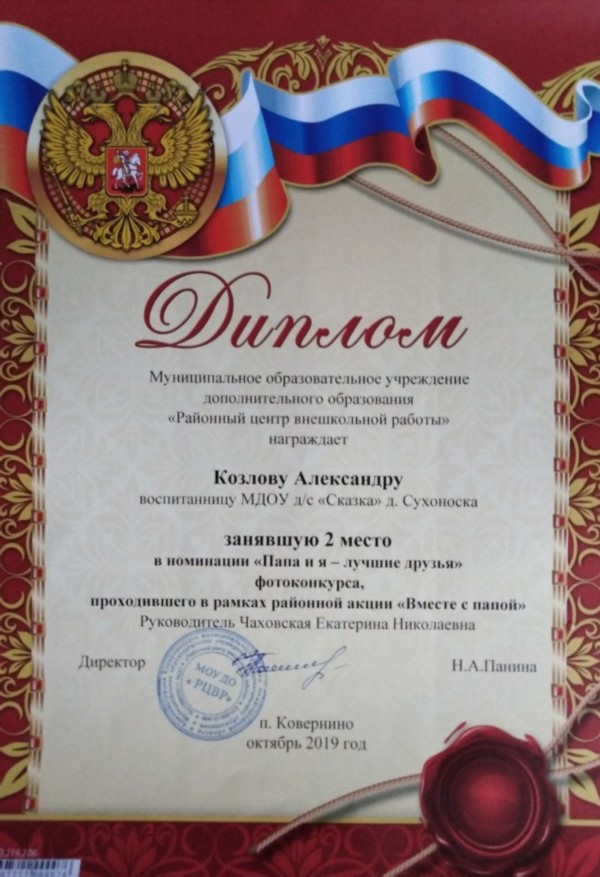 Диплом
Муниципальное образовательное учреждение
дополнительного образования
«Районный центр внешкольной работы»
награждает
Козлову Александру
воспитанницу МДОУ д/с «Сказка» д. Сухоноска
занявшую 2 место
в номинации «Папа и я – лучшие друзья»
фотоконкурса,
проходившего в рамках районной акции «Вместе с папой»
Руководитель Чаховская Екатерина Николаевна
Директор
Н.А.Панина
МОУ ДО
« РЦВР»
п. Ковернино
октябрь 2019 год